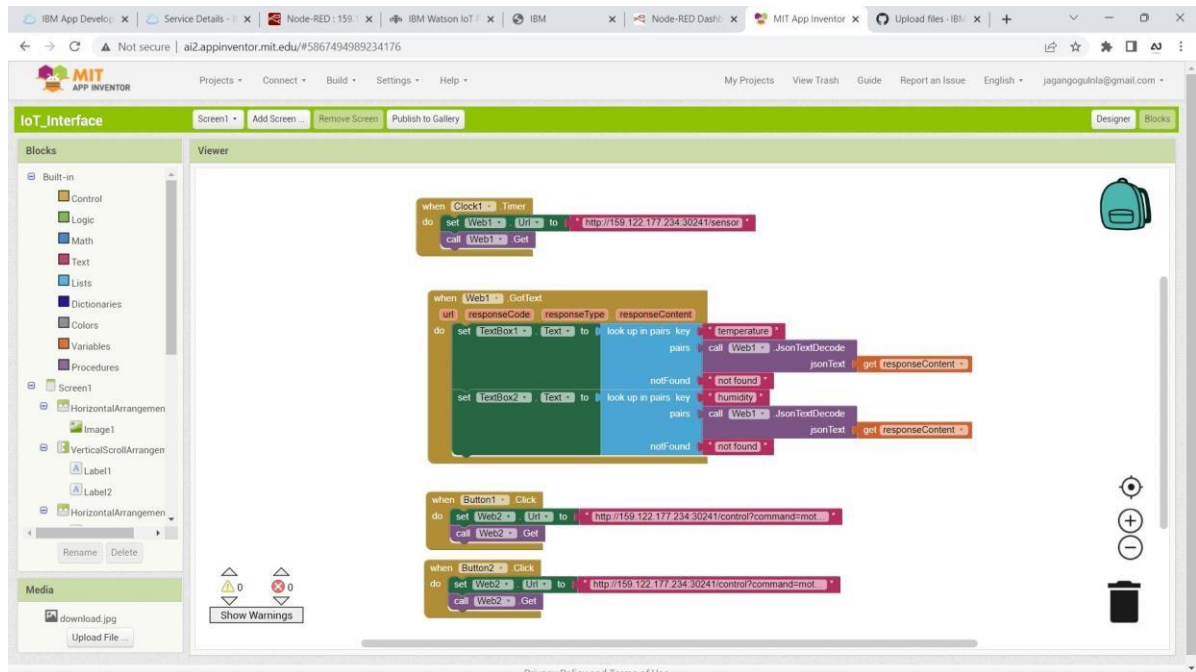 IBM App Develop
Service Details - 
Node-RED : 159.1
IBM Watson IoT P
IBM
Node-RED Dashb
MIT App Inventor
Upload files · IBM
Not secure | ai2.appinventor.mit.edu/#5867494989234176
MIT
APP INVENTOR
Projects Connect Build Settings Help My Projects View Trash Guide Report an Issue English jagangogulnla@gmail.com
IoT_Interface
Screen1 Add Screen ... Remove Screen Publish to Gallery Designer Blocks
Blocks
Viewer
Built-in
Control
Logic
Math
Text
Lists
Dictionaries
Colors
Variables
Procedures
Screen1
HorizontalArrangemen
Image1
VerticalScrollArrangem
Label1
Label2
HorizontalArrangemen
Rename Delete
Media
download.jpg
Upload File ...
when Clock1 .Timer
do set Web1 . Url to " http://159.122.177.234:30241/sensor "
call Web1 .Get
when Web1 .GotText
url responseCode responseType responseContent
do set TextBox1 . Text to look up in pairs key " temperature "
pairs call Web1 .JsonTextDecode
jsonText get responseContent
notFound " not found "
set TextBox2 . Text to look up in pairs key " humidity "
pairs call Web1 .JsonTextDecode
jsonText get responseContent
notFound " not found "
when Button1 .Click
do set Web2 . Url to " http://159.122.177.234:30241/control?command=mot... "
call Web2 .Get
when Button2 .Click
do set Web2 . Url to " http://159.122.177.234:30241/control?command=mot... "
call Web2 .Get
0 0
Show Warnings
Privacy Policy and Terms of Use